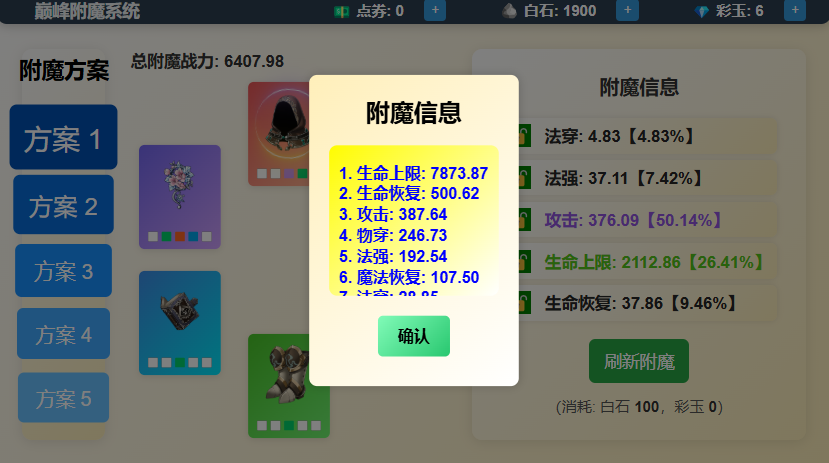 巅峰附魔系统
点券: 0
+
白石: 1900
+
彩玉: 6
+
附魔方案
方案 1
方案 2
方案 3
方案 4
方案 5
总附魔战力: 6407.98
附魔信息
1. 生命上限: 7873.87
2. 生命恢复: 500.62
3. 攻击: 387.64
4. 物穿: 246.73
5. 法强: 192.54
6. 魔法恢复: 107.50
7. 法穿: 28.85
确认
附魔信息
法穿: 4.83【4.83%】
法强: 37.11【7.42%】
攻击: 376.09【50.14%】
生命上限: 2112.86【26.41%】
生命恢复: 37.86【9.46%】
刷新附魔
(消耗: 白石 100，彩玉 0)